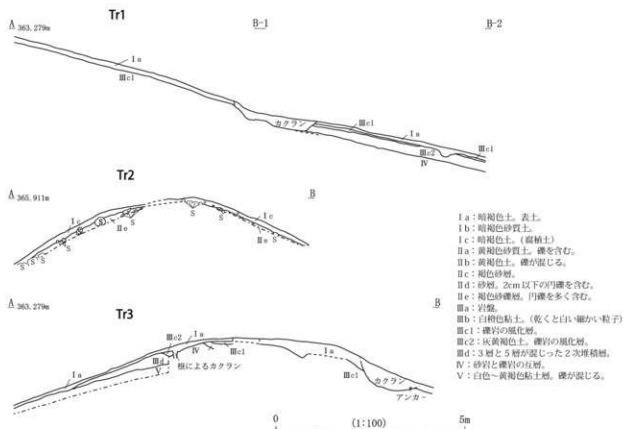 Tr1
A 363.279m
B-1
B-2
Ⅰa
Ⅲc1
カクラン
Ⅲc1
Ⅰa
Ⅲc2
Ⅲc1
Ⅳ
Tr2
A 365.911m
B
Ⅰc
S
S
S
Ⅱe
S
S
S
S
S
S
Ⅰc
Ⅱe
S
Tr3
A 363.279m
B
Ⅲc2
Ⅰa
Ⅲd
Ⅳ
Ⅲc1
Ⅴ
根によるカクラン
Ⅰa
Ⅲc1
カクラン
アンカー
Ⅰa：暗褐色土。表土。
Ⅰb：暗褐色砂質土。
Ⅰc：暗褐色土。(腐植土)
Ⅱa：黄褐色砂質土。礫を含む。
Ⅱb：黄褐色土。礫が混じる。
Ⅱc：褐色砂層。
Ⅱd：砂層。2cm以下の円礫を含む。
Ⅱe：褐色砂礫層。円礫を多く含む。
Ⅲa：岩盤。
Ⅲb：白橙色粘土。(乾くと白い細かい粒子)
Ⅲc1：礫岩の風化層。
Ⅲc2：灰黄褐色土。礫岩の風化層。
Ⅲd：3層と5層が混じった2次堆積層。
Ⅳ：砂岩と礫岩の互層。
Ⅴ：白色～黄褐色粘土層。礫が混じる。
0 (1:100) 5m